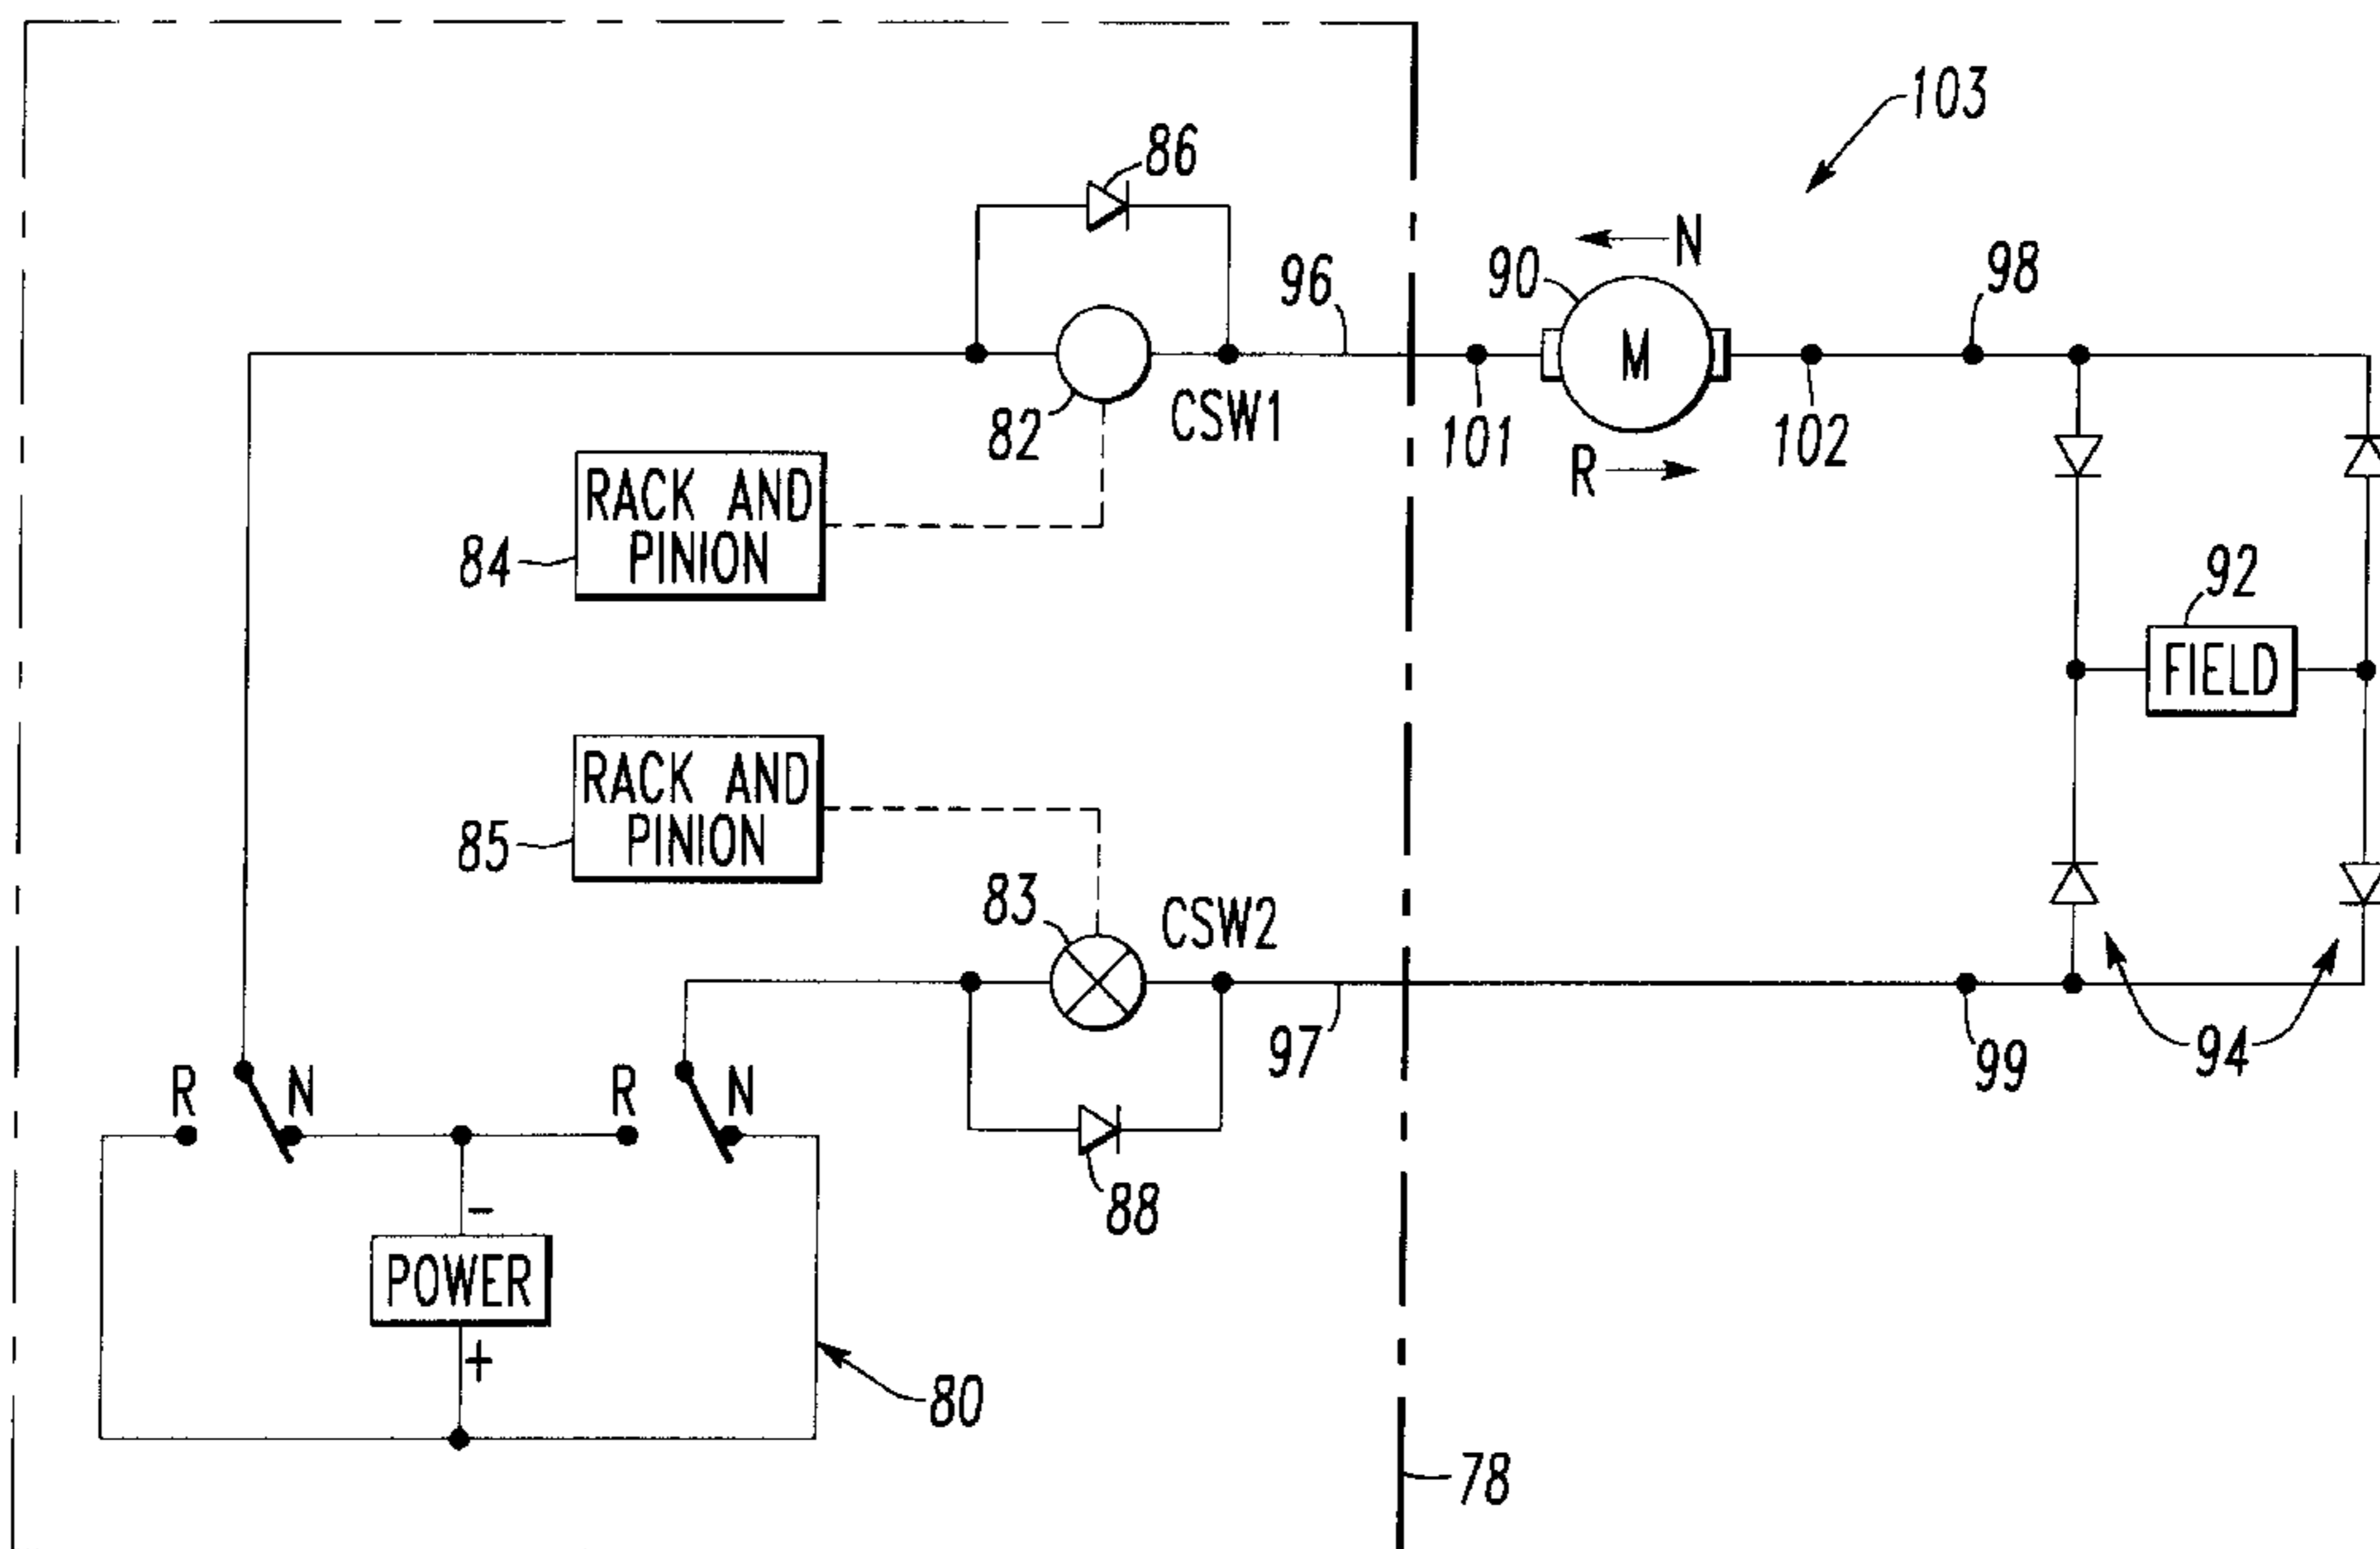 103
86
N
90
98
96
M
82
CSW1
101
102
R
RACK AND
PINION
84
92
FIELD
RACK AND
PINION
85
83
CSW2
97
99
94
R
N
R
N
88
-
POWER
+
80
78